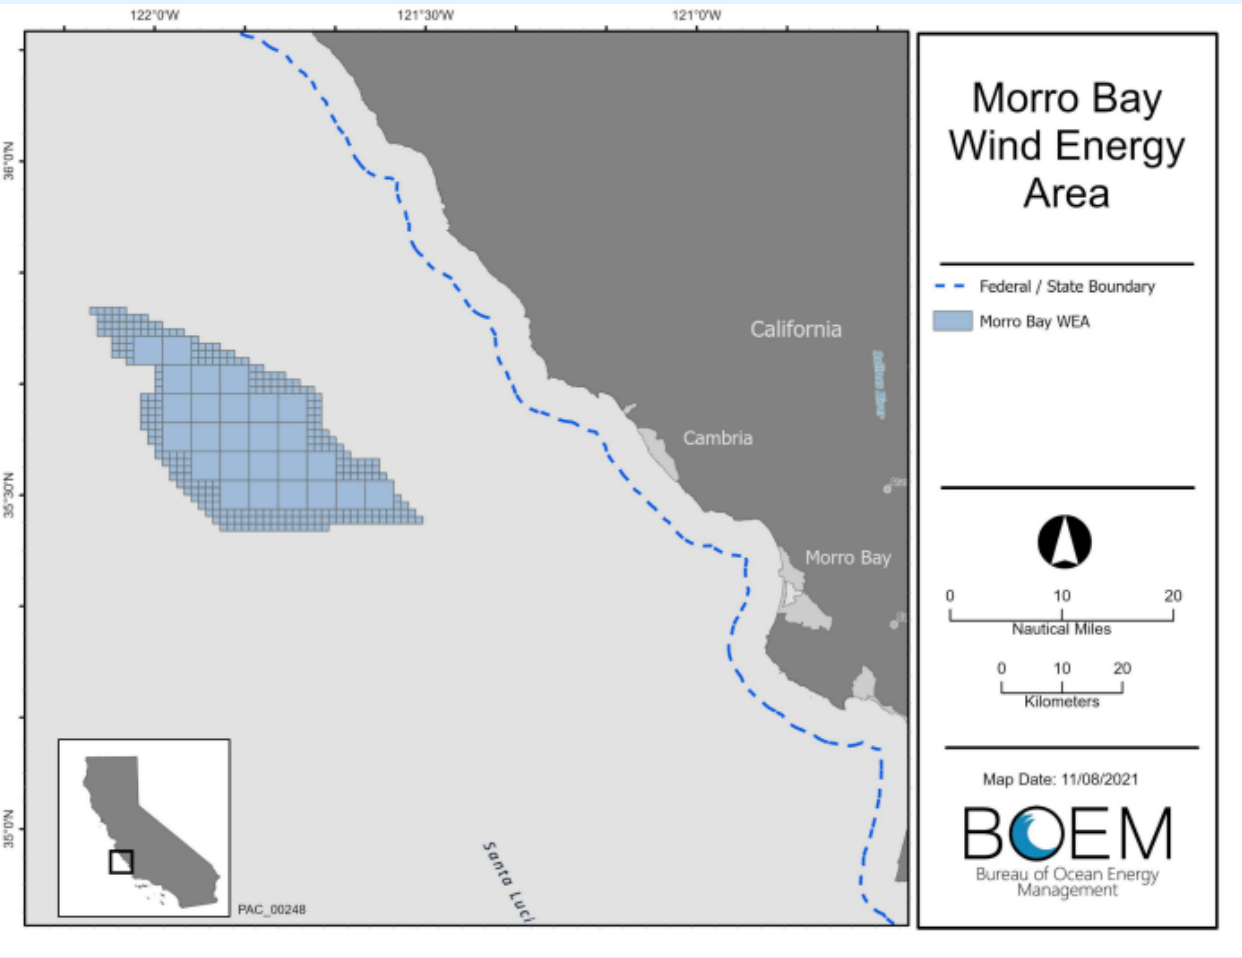 122°0'W
121°30'W
121°0'W
36°0'N
35°30'N
35°0'N
California
Cambria
Morro Bay
Santa Luci
PAC_00248
Morro Bay
Wind Energy
Area
Federal / State Boundary
Morro Bay WEA
0 10 20
Nautical Miles
0 10 20
Kilometers
Map Date: 11/08/2021
BOEM
Bureau of Ocean Energy
Management